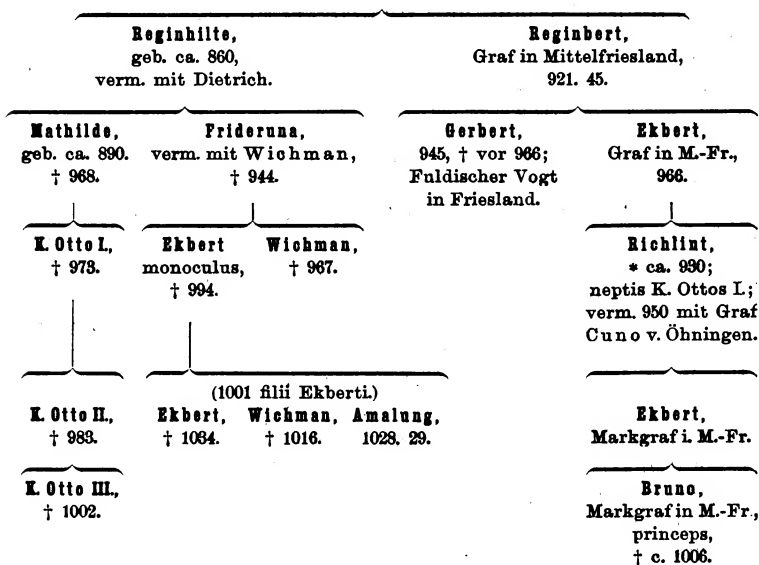 Reginhilte,
geb. ca. 860,
verm. mit Dietrich.
Reginbert,
Graf in Mittelfriesland,
921. 45.
Mathilde,
geb. ca. 890.
† 968.
Frideruna,
verm. mit Wichman,
† 944.
Gerbert,
945, † vor 966;
Fuldischer Vogt
in Friesland.
Ekbert,
Graf in M.-Fr.,
966.
K. Otto I.,
† 973.
Ekbert
monoculus,
† 994.
Wichman,
† 967.
Richlint,
* ca. 930;
neptis K. Ottos I.;
verm. 950 mit Graf
Cuno v. Öhningen.
(1001 filii Ekberti.)
K. Otto II.,
† 983.
Ekbert,
† 1034.
Wichman,
† 1016.
Amalung,
1028. 29.
Ekbert,
Markgraf i. M.-Fr.
K. Otto III.,
† 1002.
Bruno,
Markgraf in M.-Fr.,
princeps,
† c. 1006.